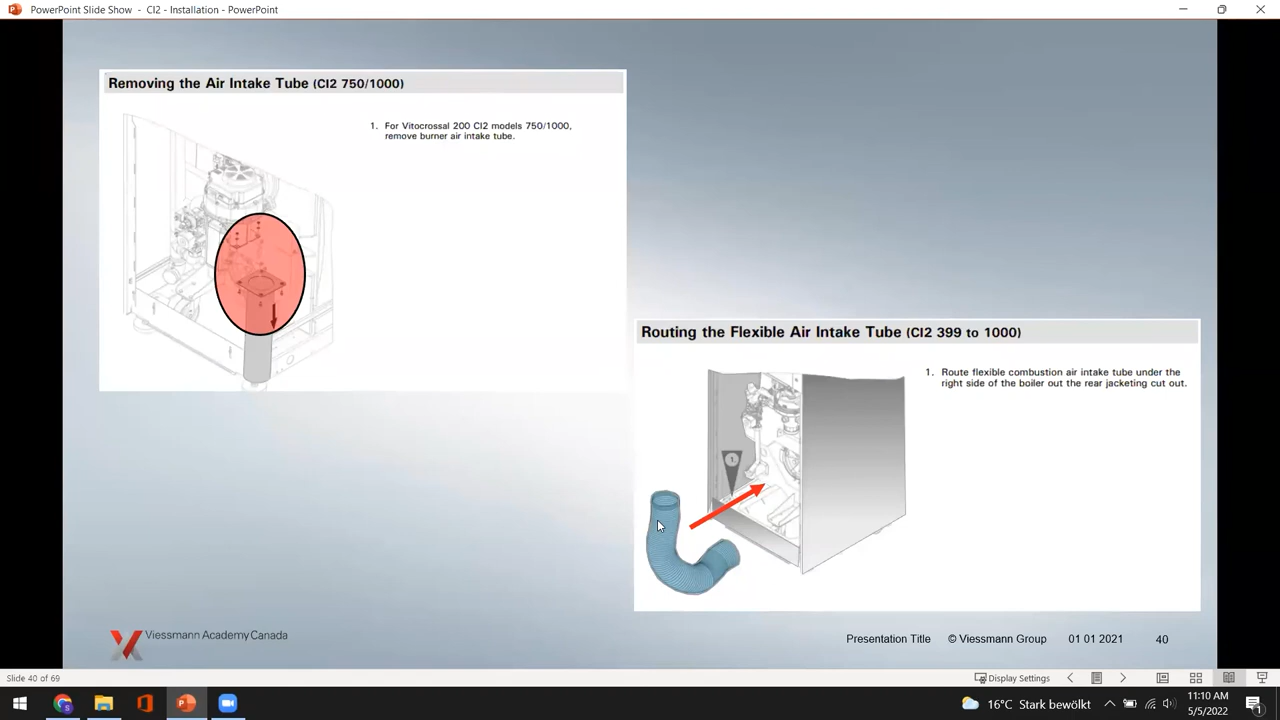 PowerPoint Slide Show - CI2 - Installation - PowerPoint
Removing the Air Intake Tube (CI2 750/1000)
1. For Vitocrossal 200 CI2 models 750/1000,
remove burner air intake tube.
Routing the Flexible Air Intake Tube (CI2 399 to 1000)
1. Route flexible combustion air intake tube under the
right side of the boiler out the rear jacketing cut out.
1
Viessmann Academy Canada
Presentation Title © Viessmann Group 01 01 2021 40
Slide 40 of 69
Display Settings
16°C Stark bewölkt
11:10 AM
5/5/2022
1